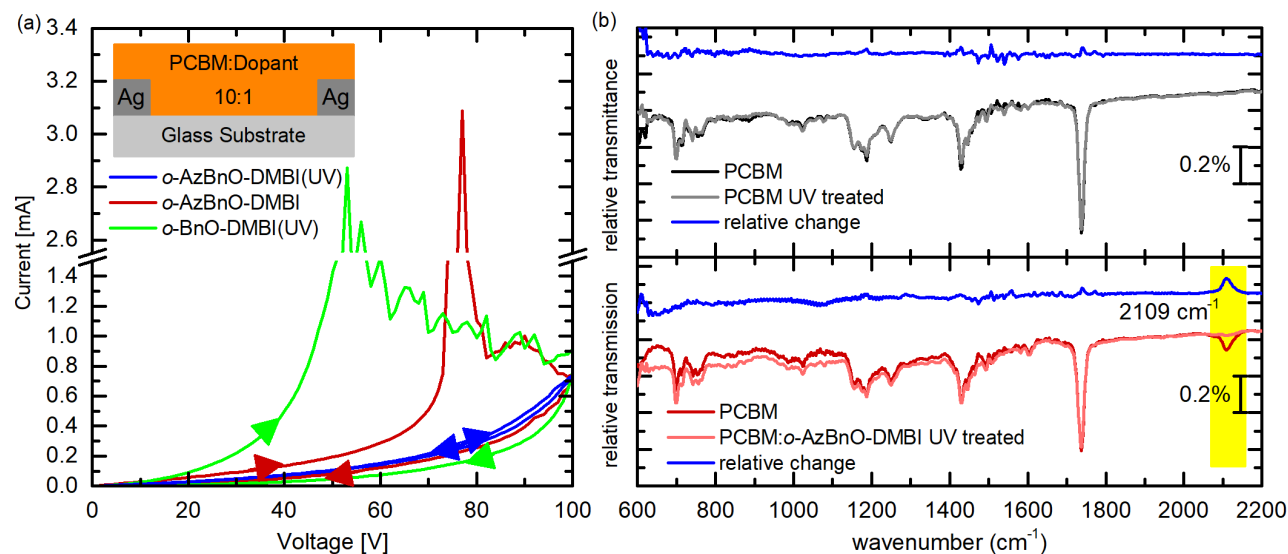 (a)
3.4
3.2
3.0
2.8
2.6
1.4
1.2
1.0
0.8
0.6
0.4
0.2
0.0
Current [mA]
PCBM:Dopant
Ag 10:1 Ag
Glass Substrate
o-AzBnO-DMBI(UV)
o-AzBnO-DMBI
o-BnO-DMBI(UV)
0 20 40 60 80 100
Voltage [V]
(b)
relative transmittance
PCBM
PCBM UV treated
relative change
0.2%
relative transmission
2109 cm⁻¹
0.2%
PCBM
PCBM:o-AzBnO-DMBI UV treated
relative change
600 800 1000 1200 1400 1600 1800 2000 2200
wavenumber (cm⁻¹)